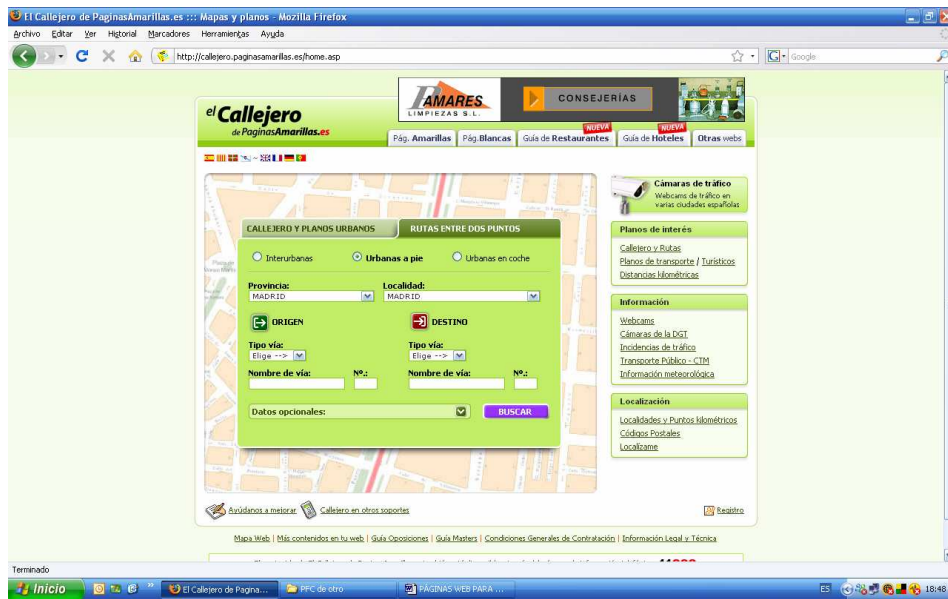 El Callejero de PaginasAmarillas.es ::: Mapas y planos - Mozilla Firefox
Archivo Editar Ver Historial Marcadores Herramientas Ayuda
http://callejero.paginasamarillas.es/home.asp
Google
PAMARES
LIMPIEZAS S.L.
CONSEJERÍAS
el Callejero
de PaginasAmarillas.es
NUEVA NUEVA
Pág. Amarillas Pág. Blancas Guía de Restaurantes Guía de Hoteles Otras webs
Cámaras de tráfico
Webcams de tráfico en
varias ciudades españolas
CALLEJERO Y PLANOS URBANOS RUTAS ENTRE DOS PUNTOS
Interurbanas Urbanas a pie Urbanas en coche
Provincia: Localidad:
MADRID MADRID
ORIGEN DESTINO
Tipo vía: Tipo vía:
Elige --> Elige -->
Nombre de vía: Nº.: Nombre de vía: Nº.:
Datos opcionales: BUSCAR
Planos de interés
Callejero y Rutas
Planos de transporte / Turísticos
Distancias kilométricas
Información
Webcams
Cámaras de la DGT
Incidencias de tráfico
Transporte Público - CTM
Información meteorológica
Localización
Localidades y Puntos kilométricos
Códigos Postales
Localízame
Ayúdanos a mejorar Callejero en otros soportes Registro
Mapa Web | Más contenidos en tu web | Guía Oposiciones | Guía Masters | Condiciones Generales de Contratación | Información Legal y Técnica
Terminado
Inicio El Callejero de Pagina... PFC de otro PÁGINAS WEB PARA ... ES 18:48